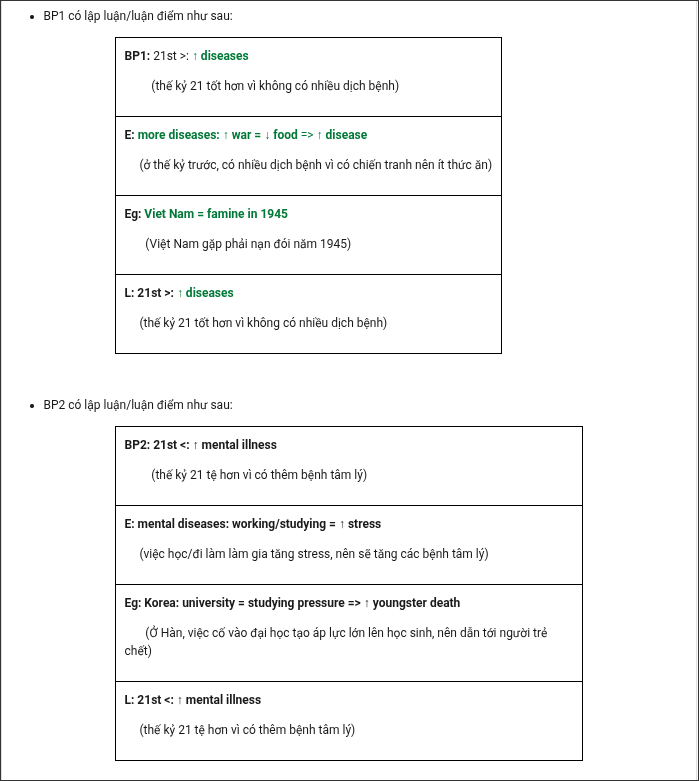 • BP1 có lập luận/luận điểm như sau:
BP1: 21st >: ↑ diseases
(thế kỷ 21 tốt hơn vì không có nhiều dịch bệnh)
E: more diseases: ↑ war = ↓ food => ↑ disease
(ở thế kỷ trước, có nhiều dịch bệnh vì có chiến tranh nên ít thức ăn)
Eg: Viet Nam = famine in 1945
(Việt Nam gặp phải nạn đói năm 1945)
L: 21st >: ↑ diseases
(thế kỷ 21 tốt hơn vì không có nhiều dịch bệnh)
• BP2 có lập luận/luận điểm như sau:
BP2: 21st <: ↑ mental illness
(thế kỷ 21 tệ hơn vì có thêm bệnh tâm lý)
E: mental diseases: working/studying = ↑ stress
(việc học/đi làm làm gia tăng stress, nên sẽ tăng các bệnh tâm lý)
Eg: Korea: university = studying pressure => ↑ youngster death
(Ở Hàn, việc cố vào đại học tạo áp lực lớn lên học sinh, nên dẫn tới người trẻ
chết)
L: 21st <: ↑ mental illness
(thế kỷ 21 tệ hơn vì có thêm bệnh tâm lý)